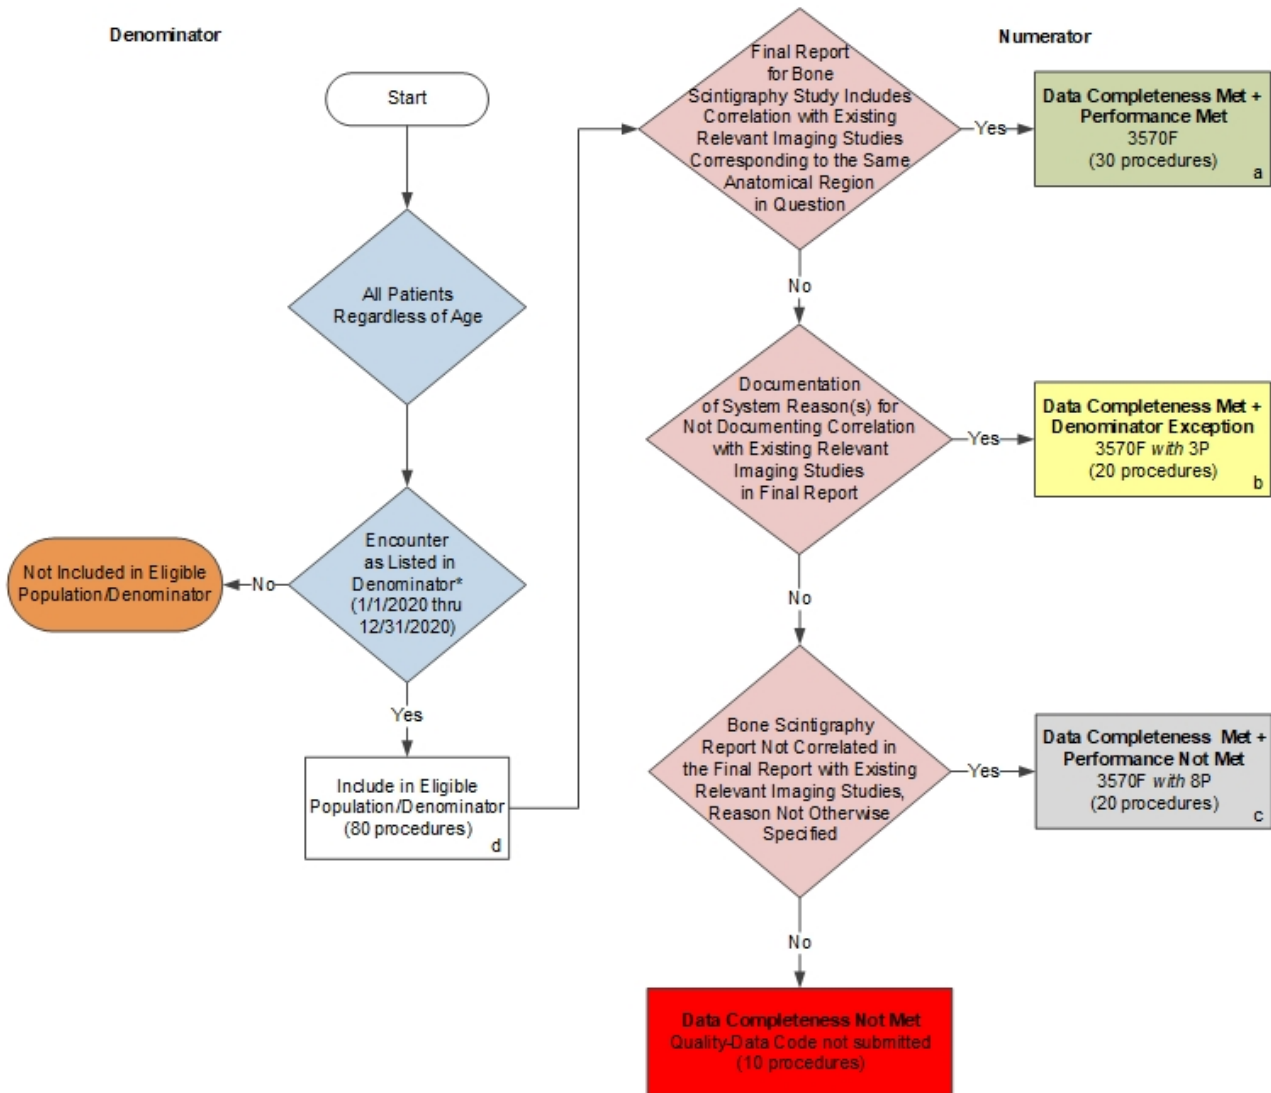 Denominator
Numerator
Start
All Patients
Regardless of Age
Encounter
as Listed in
Denominator*
(1/1/2020 thru
12/31/2020)
No
Not Included in Eligible
Population/Denominator
Yes
Include in Eligible
Population/Denominator
(80 procedures)
d
Final Report
for Bone
Scintigraphy Study Includes
Correlation with Existing
Relevant Imaging Studies
Corresponding to the Same
Anatomical Region
in Question
Yes
Data Completeness Met +
Performance Met
3570F
(30 procedures)
a
No
Documentation
of System Reason(s) for
Not Documenting Correlation
with Existing Relevant
Imaging Studies
in Final Report
Yes
Data Completeness Met +
Denominator Exception
3570F with 3P
(20 procedures)
b
No
Bone Scintigraphy
Report Not Correlated in
the Final Report with Existing
Relevant Imaging Studies,
Reason Not Otherwise
Specified
Yes
Data Completeness Met +
Performance Not Met
3570F with 8P
(20 procedures)
c
No
Data Completeness Not Met
Quality-Data Code not submitted
(10 procedures)